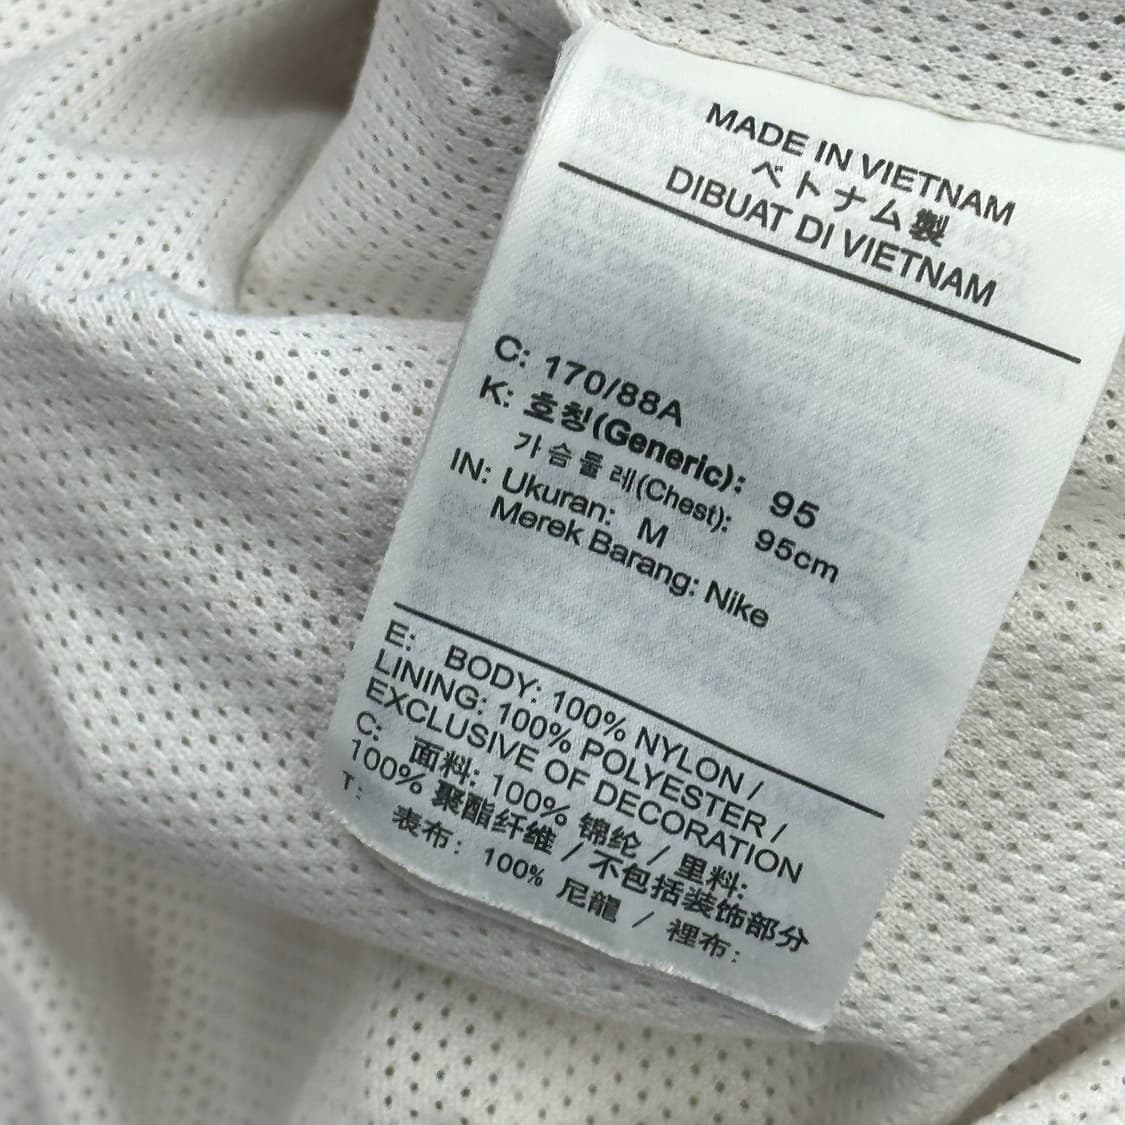 MADE IN VIETNAM
ベトナム製
DIBUAT DI VIETNAM
C: 170/88A
K: 호칭(Generic): 95
가슴둘레(Chest): 95cm
IN: Ukuran: M
Merek Barang: Nike
E: BODY: 100% NYLON /
LINING: 100% POLYESTER /
EXCLUSIVE OF DECORATION
C: 面料: 100% 锦纶 / 里料:
100% 聚酯纤维 / 不包括装饰部分
T: 表布: 100% 尼龍 / 裡布: